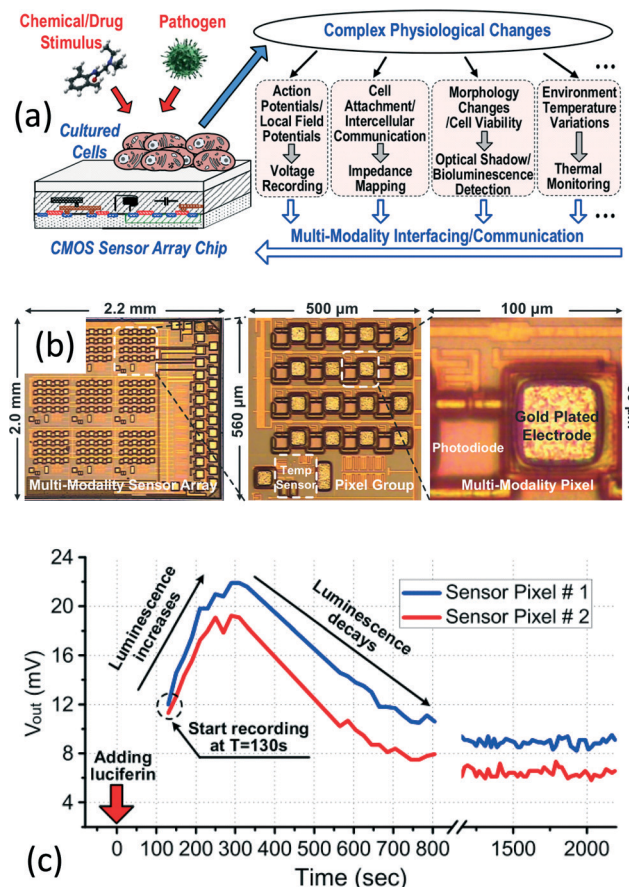 Chemical/Drug
Stimulus
Pathogen
(a)
Cultured
Cells
CMOS Sensor Array Chip
Complex Physiological Changes
...
Action
Potentials/
Local Field
Potentials
Voltage
Recording
Cell
Attachment/
Intercellular
Communication
Impedance
Mapping
Morphology
Changes
/Cell Viability
Optical Shadow/
Bioluminescence
Detection
Environment
Temperature
Variations
Thermal
Monitoring
...
Multi-Modality Interfacing/Communication
2.2 mm
500 μm
100 μm
(b)
2.0 mm
560 μm
Multi-Modality Sensor Array
Temp
Sensor
Pixel Group
Gold Plated
Electrode
Photodiode
Multi-Modality Pixel
24
20
16
12
8
4
Vout (mV)
Luminescence
increases
Luminescence
decays
Sensor Pixel # 1
Sensor Pixel # 2
Start recording
at T=130s
Adding
luciferin
0 100 200 300 400 500 600 700 800 1500 2000
Time (sec)
(c)